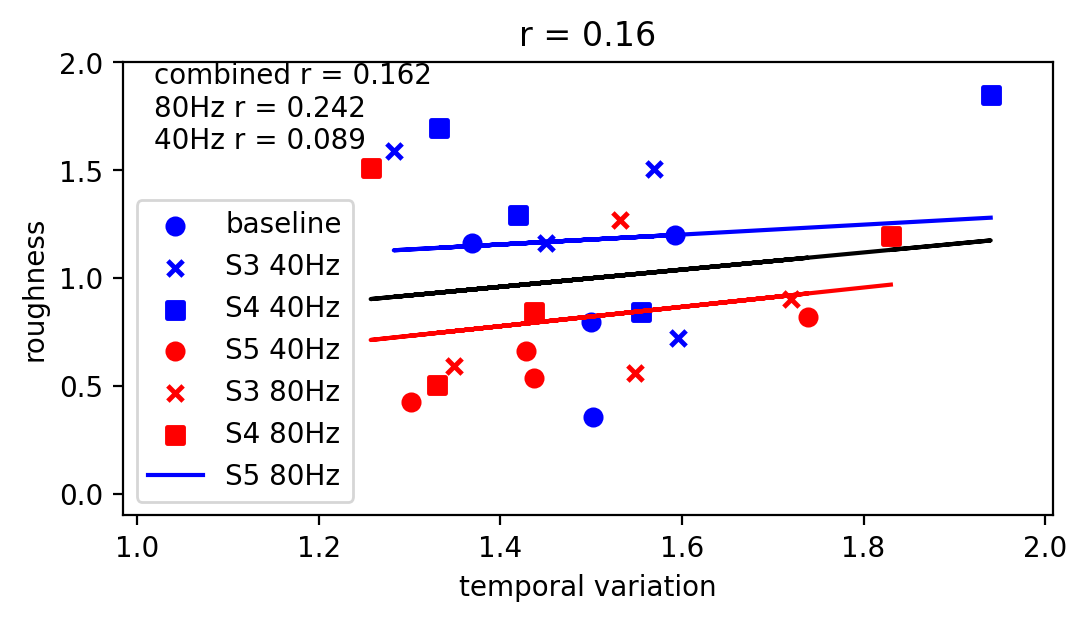 r = 0.16
combined r = 0.162
80Hz r = 0.242
40Hz r = 0.089
baseline
S3 40Hz
S4 40Hz
S5 40Hz
S3 80Hz
S4 80Hz
S5 80Hz
2.0
1.5
1.0
0.5
0.0
roughness
1.0 1.2 1.4 1.6 1.8 2.0
temporal variation